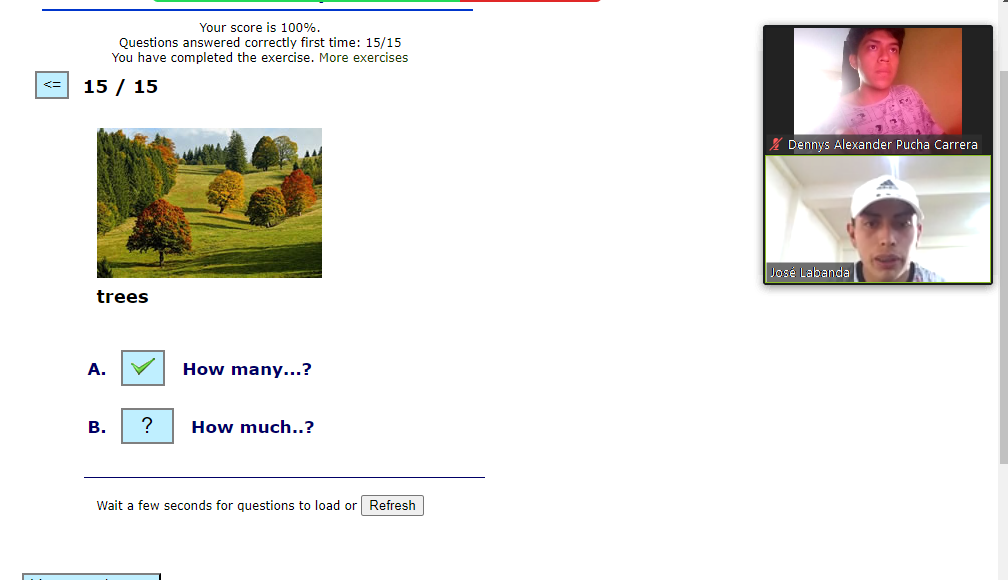 Your score is 100%.
Questions answered correctly first time: 15/15
You have completed the exercise. More exercises
<= 15 / 15
trees
A. How many...?
B. ? How much..?
Wait a few seconds for questions to load or Refresh
Dennys Alexander Pucha Carrera
José Labanda